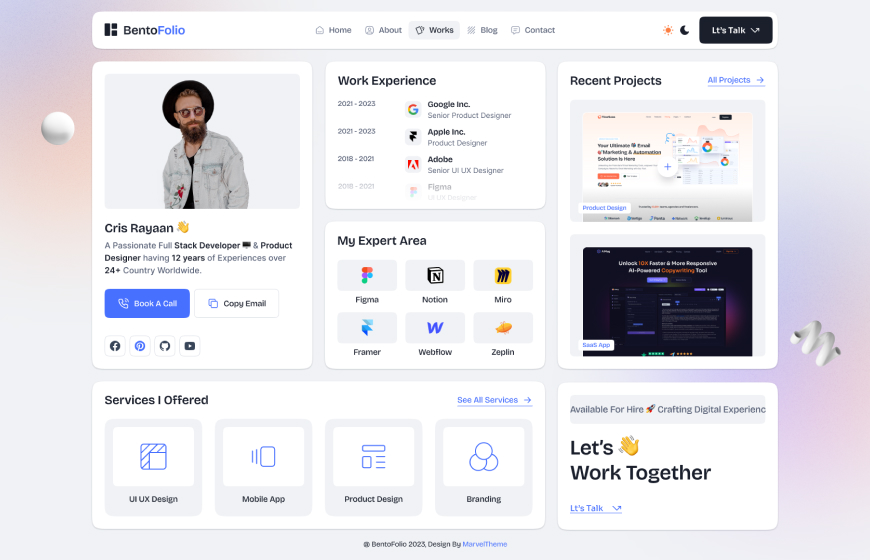 BentoFolio
Home
About
Works
Blog
Contact
Lt's Talk
Cris Rayaan 👋
A Passionate Full Stack Developer 🖥️ & Product
Designer having 12 years of Experiences over
24+ Country Worldwide.
Book A Call
Copy Email
Work Experience
2021 - 2023
Google Inc.
Senior Product Designer
2021 - 2023
Apple Inc.
Product Designer
2018 - 2021
Adobe
Senior UI UX Designer
2018 - 2021
Figma
UI UX Designer
My Expert Area
Figma
Notion
Miro
Framer
Webflow
Zeplin
Recent Projects
All Projects
Your Ultimate Email
Marketing & Automation
Solution Is Here
Product Design
Unlock 10X Faster & More Responsive
AI-Powered Copywriting Tool
SaaS App
Services I Offered
See All Services
UI UX Design
Mobile App
Product Design
Branding
Available For Hire 🚀 Crafting Digital Experienc
Let's 👋
Work Together
Lt's Talk
@ BentoFolio 2023, Design By MarvelTheme